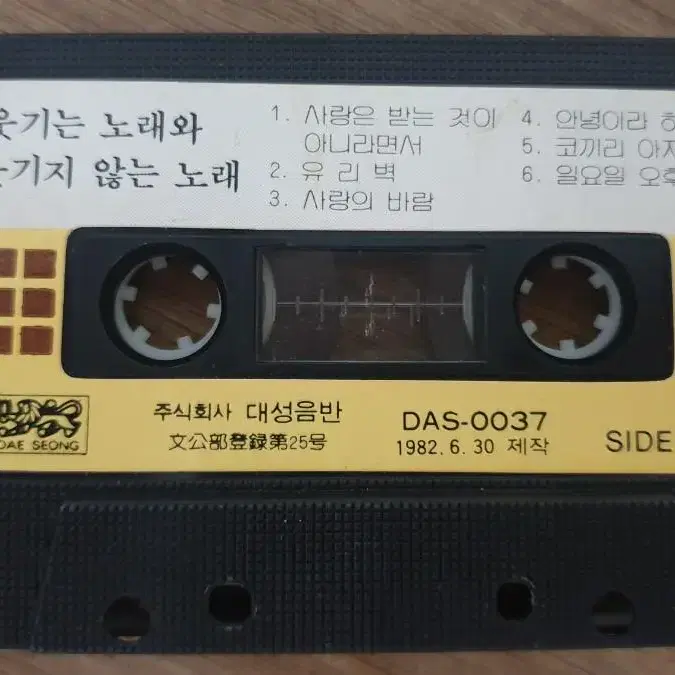 웃기는 노래와
웃기지 않는 노래
1. 사랑은 받는 것이
아니라면서
2. 유리벽
3. 사랑의 바람
4. 안녕이라
5. 코끼리
6. 일요일 오후
DAE SEONG
주식회사 대성음반
文公部登録第25号
DAS-0037
1982. 6. 30 제작
SIDE